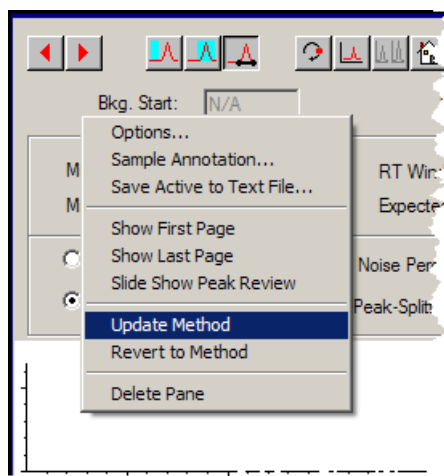 Bkg. Start: N/A
Options...
Sample Annotation...
Save Active to Text File...
Show First Page
Show Last Page
Slide Show Peak Review
Update Method
Revert to Method
Delete Pane
M
M
RT Win
Expecte
Noise Per
Peak-Split